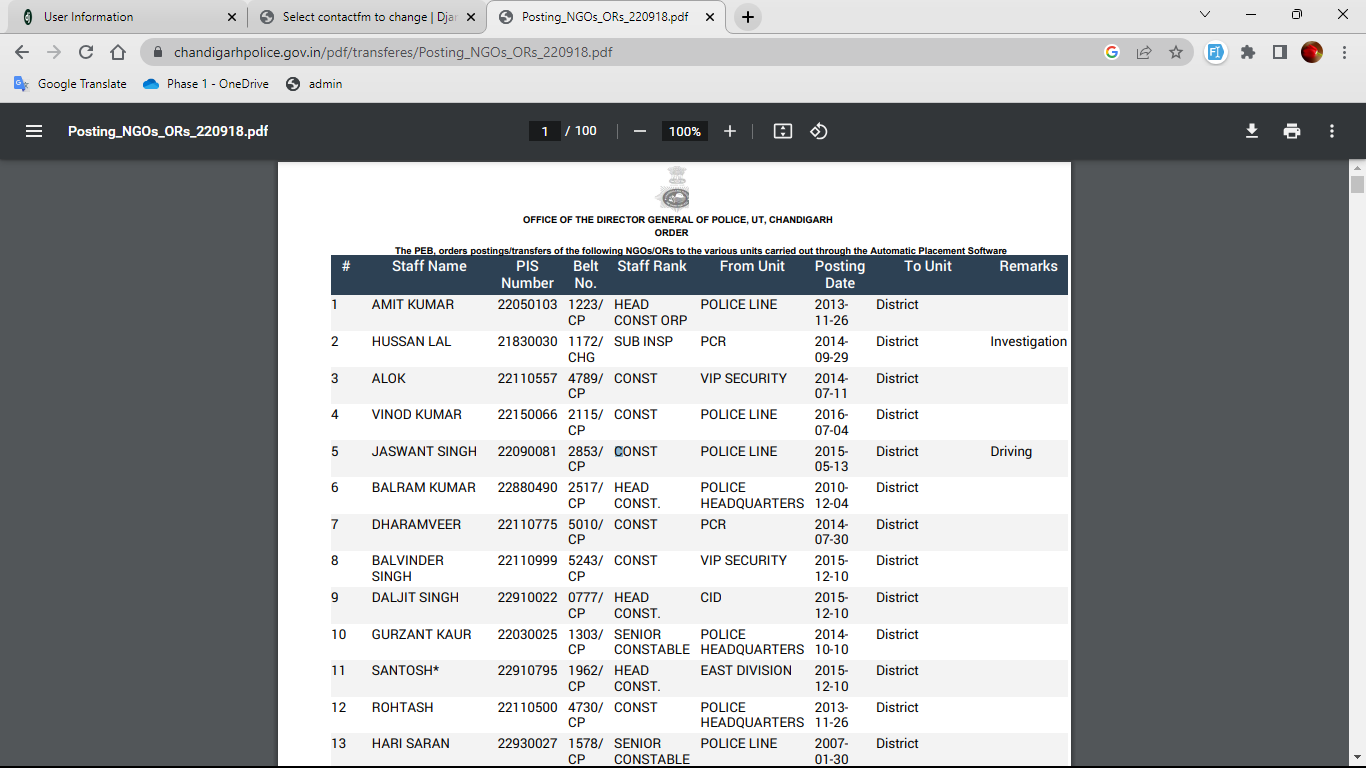 User Information
Select contactfm to change | Djar
Posting_NGOs_ORs_220918.pdf
chandigarhpolice.gov.in/pdf/transferes/Posting_NGOs_ORs_220918.pdf
Google Translate Phase 1 - OneDrive admin
Posting_NGOs_ORs_220918.pdf 1 / 100 100%
OFFICE OF THE DIRECTOR GENERAL OF POLICE, UT, CHANDIGARH
ORDER
The PEB, orders postings/transfers of the following NGOs/ORs to the various units carried out through the Automatic Placement Software
# Staff Name PIS Belt Staff Rank From Unit Posting To Unit Remarks
Number No. Date
1 AMIT KUMAR 22050103 1223/ HEAD POLICE LINE 2013- District
CP CONST ORP 11-26
2 HUSSAN LAL 21830030 1172/ SUB INSP PCR 2014- District Investigation
CHG 09-29
3 ALOK 22110557 4789/ CONST VIP SECURITY 2014- District
CP 07-11
4 VINOD KUMAR 22150066 2115/ CONST POLICE LINE 2016- District
CP 07-04
5 JASWANT SINGH 22090081 2853/ CONST POLICE LINE 2015- District Driving
CP 05-13
6 BALRAM KUMAR 22880490 2517/ HEAD POLICE 2010- District
CP CONST. HEADQUARTERS 12-04
7 DHARAMVEER 22110775 5010/ CONST PCR 2014- District
CP 07-30
8 BALVINDER 22110999 5243/ CONST VIP SECURITY 2015- District
SINGH CP 12-10
9 DALJIT SINGH 22910022 0777/ HEAD CID 2015- District
CP CONST. 12-10
10 GURZANT KAUR 22030025 1303/ SENIOR POLICE 2014- District
CP CONSTABLE HEADQUARTERS 10-10
11 SANTOSH* 22910795 1962/ HEAD EAST DIVISION 2015- District
CP CONST. 12-10
12 ROHTASH 22110500 4730/ CONST POLICE 2013- District
CP HEADQUARTERS 11-26
13 HARI SARAN 22930027 1578/ SENIOR POLICE LINE 2007- District
CP CONSTABLE 01-30